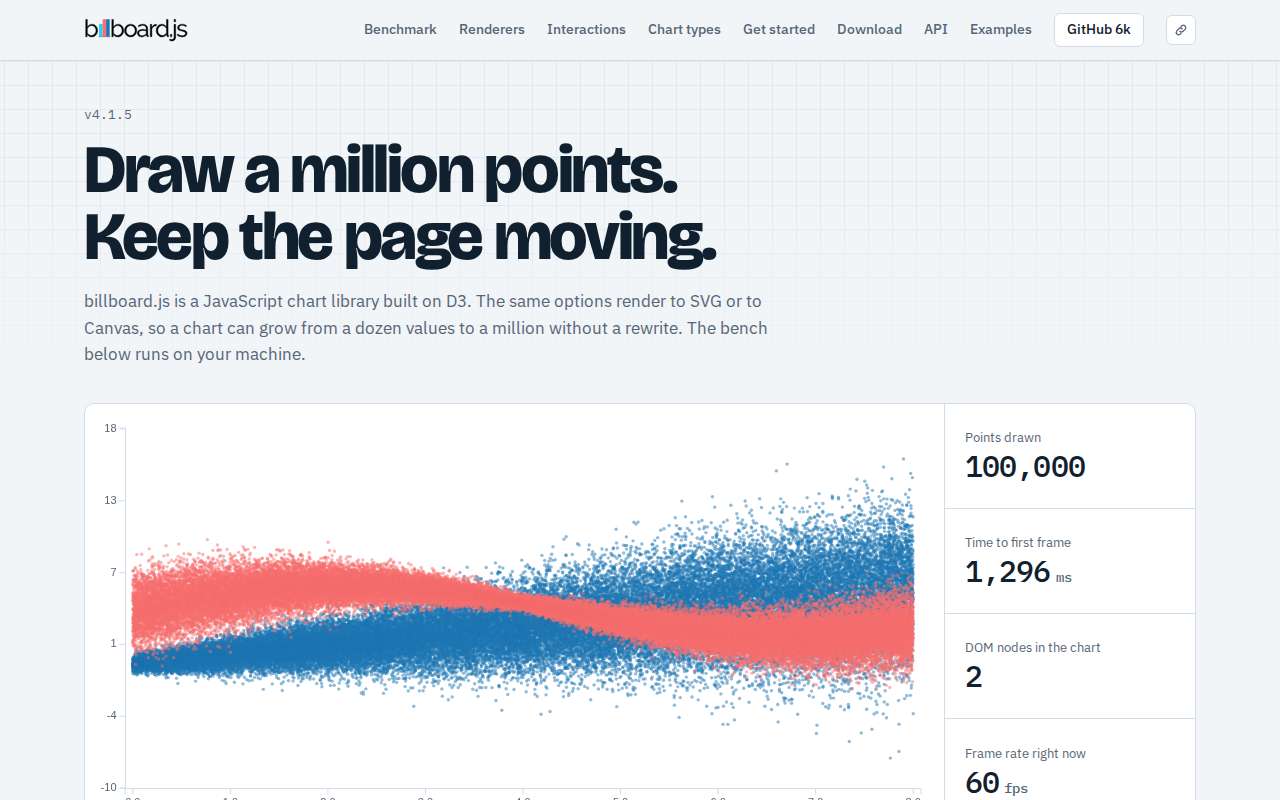 billboard.js
Benchmark Renderers Interactions Chart types Get started Download API Examples GitHub 6k
v4.1.5
Draw a million points.
Keep the page moving.
billboard.js is a JavaScript chart library built on D3. The same options render to SVG or to
Canvas, so a chart can grow from a dozen values to a million without a rewrite. The bench
below runs on your machine.
18
13
7
1
-4
-10
Points drawn
100,000
Time to first frame
1,296 ms
DOM nodes in the chart
2
Frame rate right now
60 fps